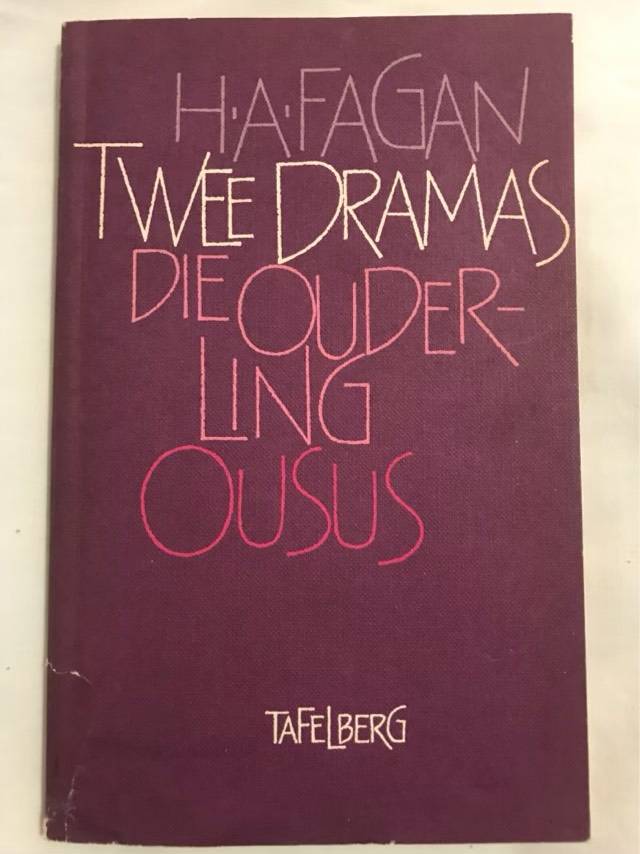 H·A·FAGAN
TWEE DRAMAS
DIE OUDER-
LING
OUSUS
TAFELBERG